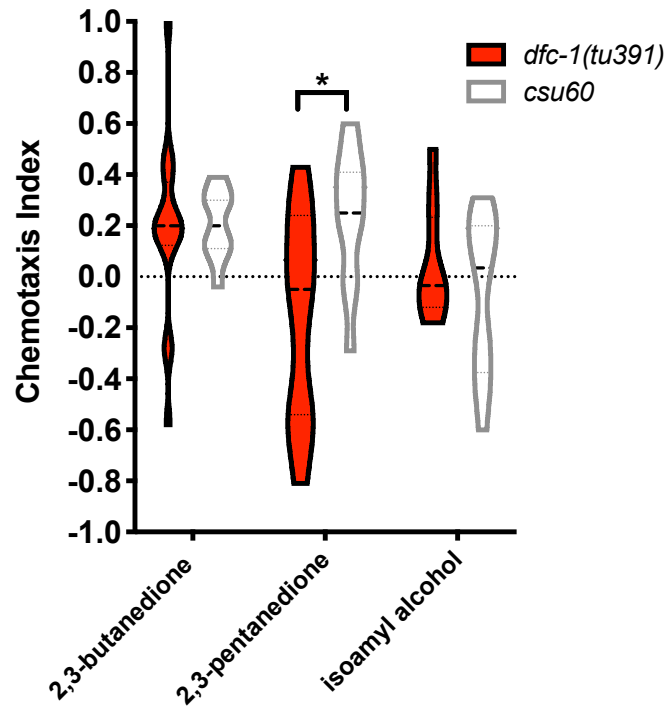 Chemotaxis Index
1.0
0.8
0.6
0.4
0.2
0.0
-0.2
-0.4
-0.6
-0.8
-1.0
*
dfc-1(tu391)
csu60
2,3-butanedione
2,3-pentanedione
isoamyl alcohol